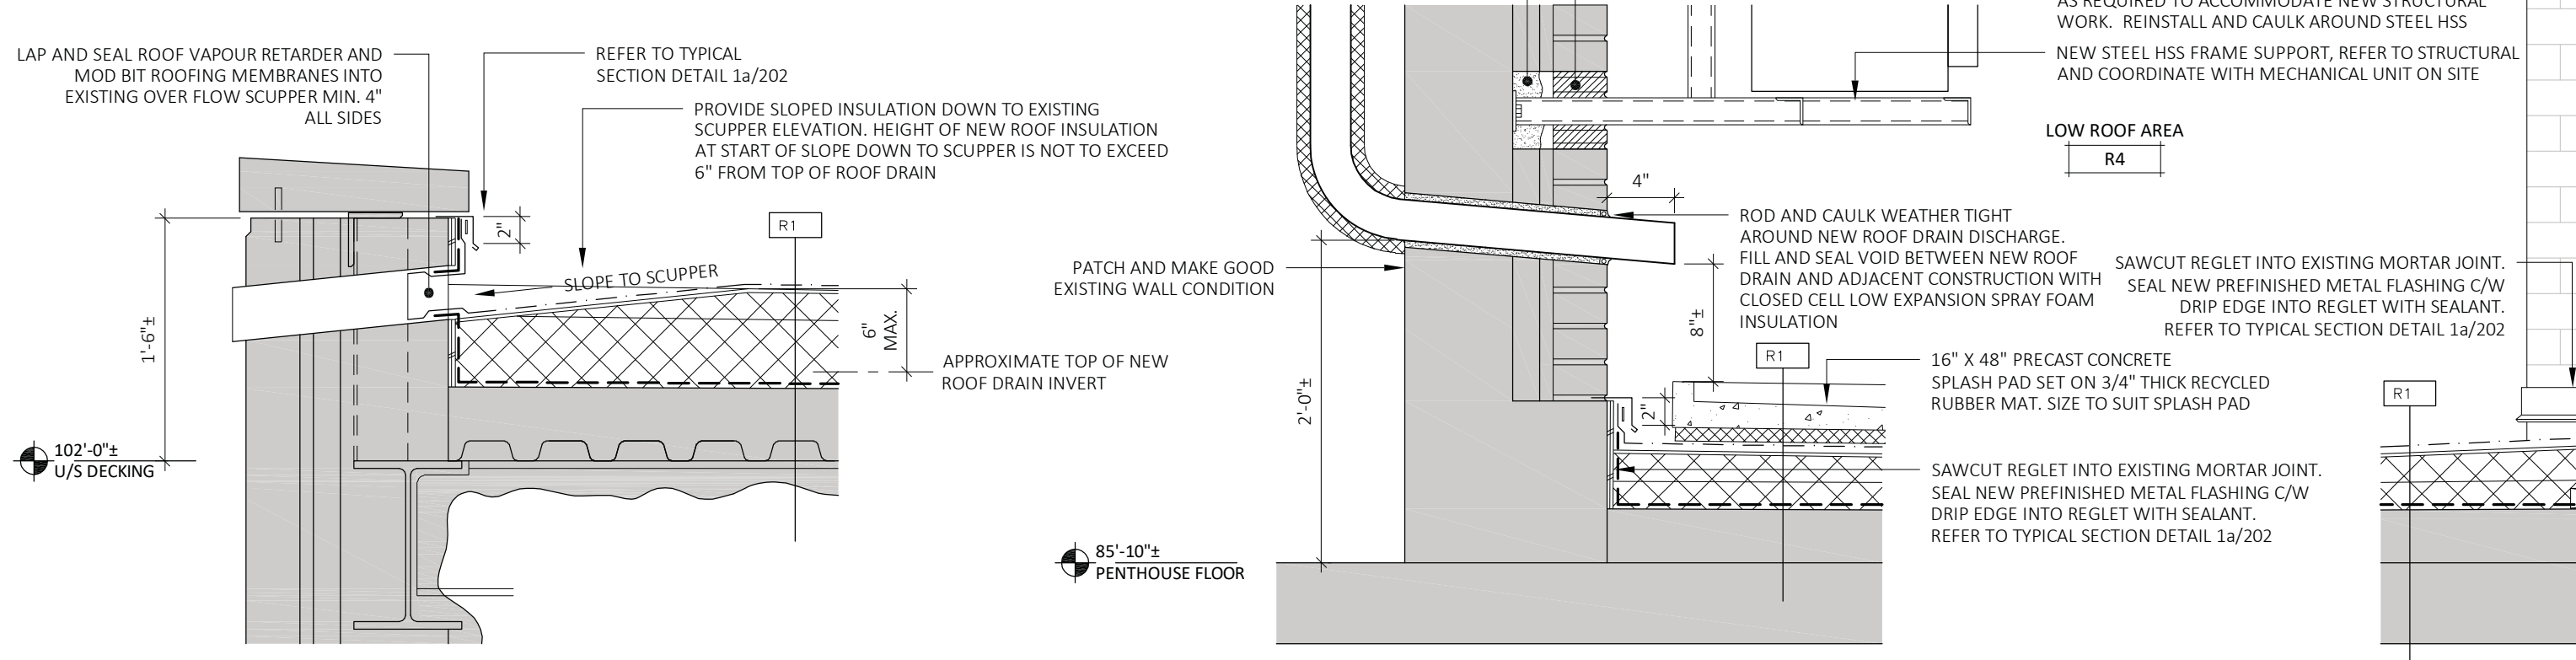 LAP AND SEAL ROOF VAPOUR RETARDER AND
MOD BIT ROOFING MEMBRANES INTO
EXISTING OVER FLOW SCUPPER MIN. 4"
ALL SIDES
REFER TO TYPICAL
SECTION DETAIL 1a/202
PROVIDE SLOPED INSULATION DOWN TO EXISTING
SCUPPER ELEVATION. HEIGHT OF NEW ROOF INSULATION
AT START OF SLOPE DOWN TO SCUPPER IS NOT TO EXCEED
6" FROM TOP OF ROOF DRAIN
R1
2"
SLOPE TO SCUPPER
1'-6"±
6"
MAX.
APPROXIMATE TOP OF NEW
ROOF DRAIN INVERT
102'-0"±
U/S DECKING
AS REQUIRED TO ACCOMMODATE NEW STRUCTURAL
WORK. REINSTALL AND CAULK AROUND STEEL HSS
NEW STEEL HSS FRAME SUPPORT, REFER TO STRUCTURAL
AND COORDINATE WITH MECHANICAL UNIT ON SITE
LOW ROOF AREA
R4
4"
ROD AND CAULK WEATHER TIGHT
AROUND NEW ROOF DRAIN DISCHARGE.
FILL AND SEAL VOID BETWEEN NEW ROOF
DRAIN AND ADJACENT CONSTRUCTION WITH
CLOSED CELL LOW EXPANSION SPRAY FOAM
INSULATION
PATCH AND MAKE GOOD
EXISTING WALL CONDITION
8"±
2'-0"±
R1
16" X 48" PRECAST CONCRETE
SPLASH PAD SET ON 3/4" THICK RECYCLED
RUBBER MAT. SIZE TO SUIT SPLASH PAD
2"
SAWCUT REGLET INTO EXISTING MORTAR JOINT.
SEAL NEW PREFINISHED METAL FLASHING C/W
DRIP EDGE INTO REGLET WITH SEALANT.
REFER TO TYPICAL SECTION DETAIL 1a/202
85'-10"±
PENTHOUSE FLOOR
SAWCUT REGLET INTO EXISTING MORTAR JOINT.
SEAL NEW PREFINISHED METAL FLASHING C/W
DRIP EDGE INTO REGLET WITH SEALANT.
REFER TO TYPICAL SECTION DETAIL 1a/202
R1